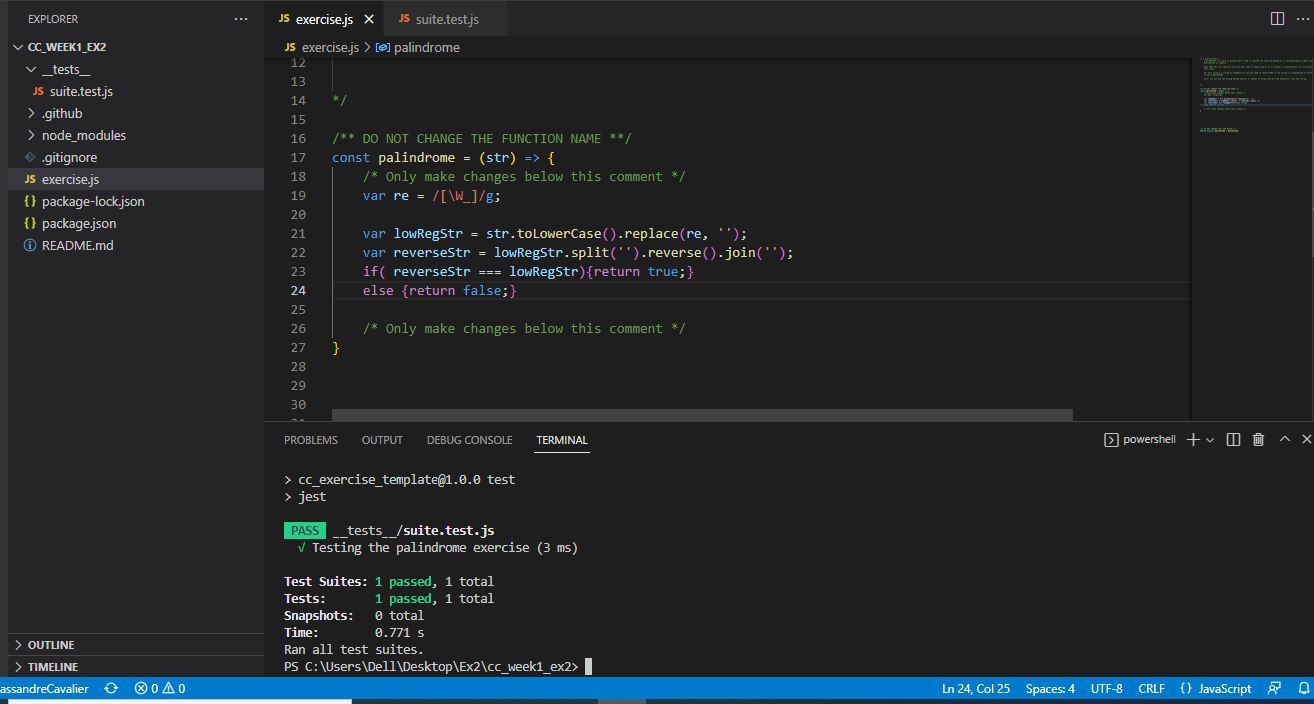 EXPLORER
CC_WEEK1_EX2
__tests__
JS suite.test.js
.github
node_modules
.gitignore
JS exercise.js
{} package-lock.json
{} package.json
README.md
OUTLINE
TIMELINE
JS exercise.js
JS suite.test.js
JS exercise.js > palindrome
12
13
14 */
15
16 /** DO NOT CHANGE THE FUNCTION NAME **/
17 const palindrome = (str) => {
18 /* Only make changes below this comment */
19 var re = /[\W_]/g;
20
21 var lowRegStr = str.toLowerCase().replace(re, '');
22 var reverseStr = lowRegStr.split('').reverse().join('');
23 if( reverseStr === lowRegStr){return true;}
24 else {return false;}
25
26 /* Only make changes below this comment */
27 }
28
29
30
PROBLEMS OUTPUT DEBUG CONSOLE TERMINAL
powershell
> cc_exercise_template@1.0.0 test
> jest
PASS __tests__/suite.test.js
√ Testing the palindrome exercise (3 ms)
Test Suites: 1 passed, 1 total
Tests: 1 passed, 1 total
Snapshots: 0 total
Time: 0.771 s
Ran all test suites.
PS C:\Users\Dell\Desktop\Ex2\cc_week1_ex2>
assandreCavalier 0 0 Ln 24, Col 25 Spaces: 4 UTF-8 CRLF {} JavaScript